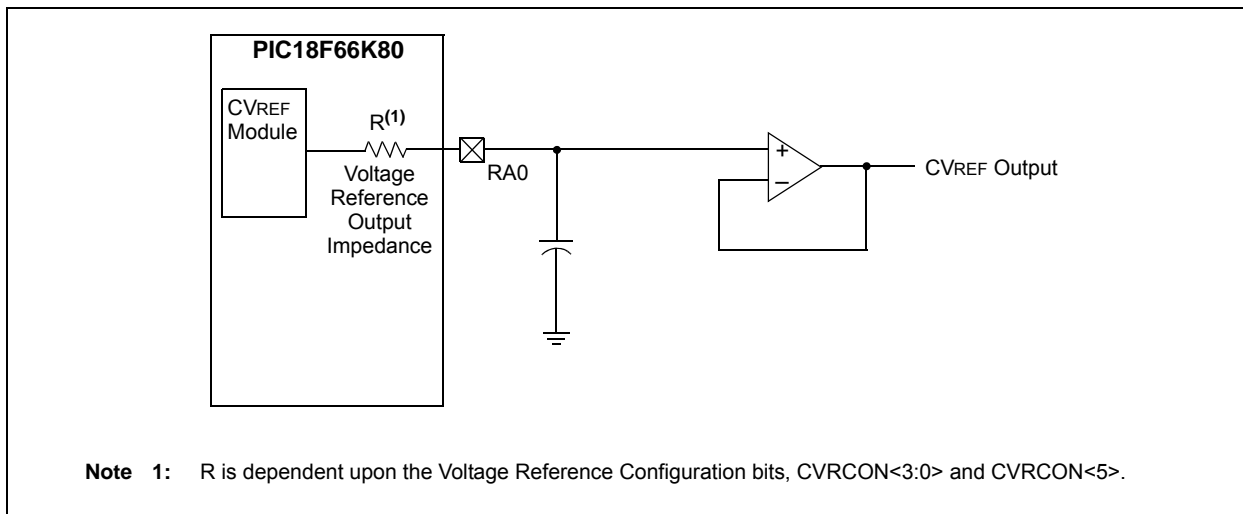 PIC18F66K80
CVREF
Module
R(1)
Voltage
Reference
Output
Impedance
RA0
+
–
CVREF Output
Note 1: R is dependent upon the Voltage Reference Configuration bits, CVRCON<3:0> and CVRCON<5>.